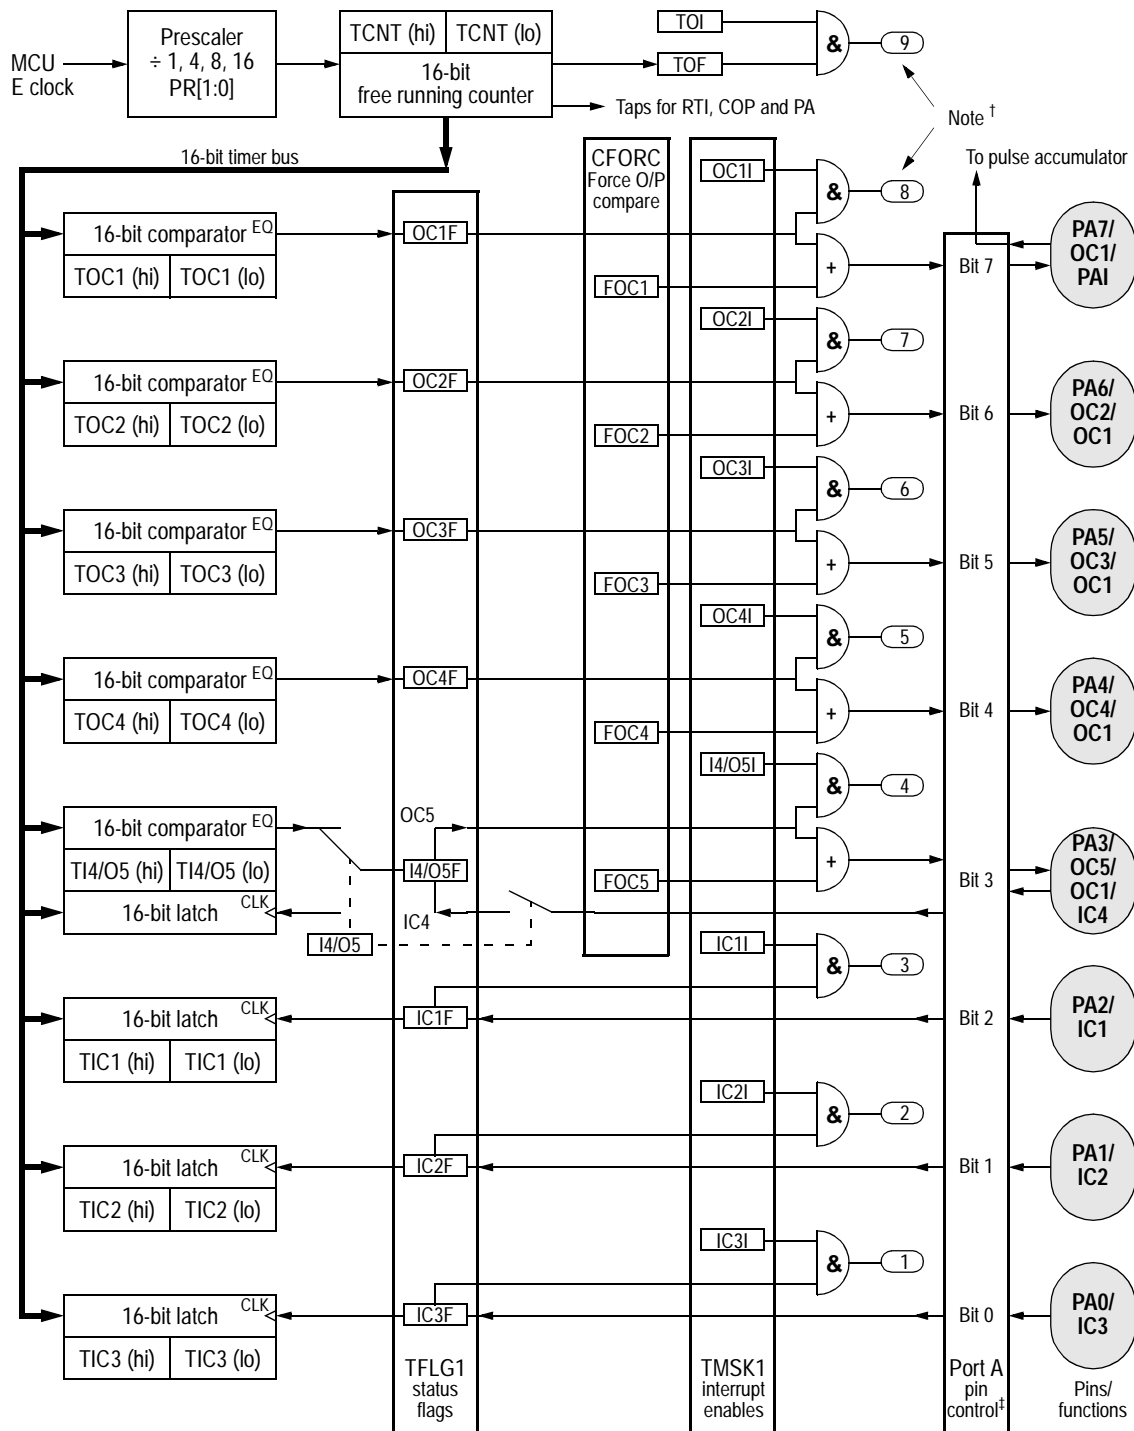 MCU
E clock
Prescaler
÷ 1, 4, 8, 16
PR[1:0]
TCNT (hi) TCNT (lo)
16-bit
free running counter
TOI
TOF
&
9
Taps for RTI, COP and PA
Note †
16-bit timer bus
CFORC
Force O/P
compare
To pulse accumulator
OC1I
&
8
16-bit comparator EQ
TOC1 (hi) TOC1 (lo)
OC1F
FOC1
+
Bit 7
PA7/
OC1/
PAI
OC2I
&
7
16-bit comparator EQ
TOC2 (hi) TOC2 (lo)
OC2F
FOC2
+
Bit 6
PA6/
OC2/
OC1
OC3I
&
6
16-bit comparator EQ
TOC3 (hi) TOC3 (lo)
OC3F
FOC3
+
Bit 5
PA5/
OC3/
OC1
OC4I
&
5
16-bit comparator EQ
TOC4 (hi) TOC4 (lo)
OC4F
FOC4
+
Bit 4
PA4/
OC4/
OC1
I4/O5I
&
4
16-bit comparator EQ
TI4/O5 (hi) TI4/O5 (lo)
16-bit latch CLK
OC5
I4/O5F
IC4
I4/O5
FOC5
+
Bit 3
PA3/
OC5/
OC1/
IC4
IC1I
&
3
16-bit latch CLK
TIC1 (hi) TIC1 (lo)
IC1F
Bit 2
PA2/
IC1
IC2I
&
2
16-bit latch CLK
TIC2 (hi) TIC2 (lo)
IC2F
Bit 1
PA1/
IC2
IC3I
&
1
16-bit latch CLK
TIC3 (hi) TIC3 (lo)
IC3F
Bit 0
PA0/
IC3
TFLG1
status
flags
TMSK1
interrupt
enables
Port A
pin
control‡
Pins/
functions